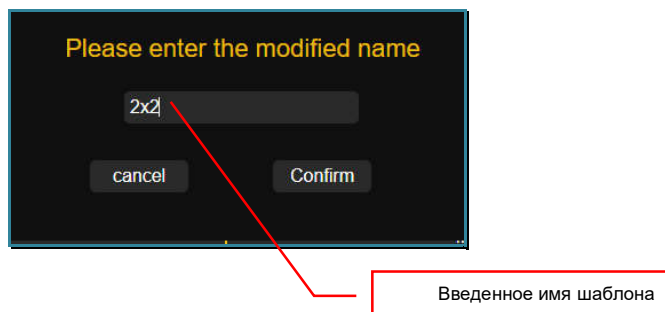 Please enter the modified name
2x2
cancel Confirm
Введенное имя шаблона